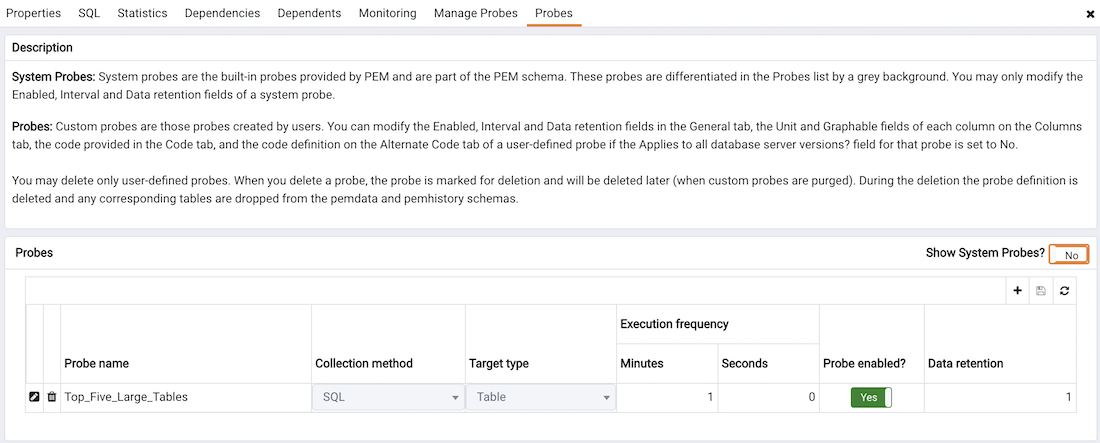 Properties SQL Statistics Dependencies Dependents Monitoring Manage Probes Probes
Description
System Probes: System probes are the built-in probes provided by PEM and are part of the PEM schema. These probes are differentiated in the Probes list by a grey background. You may only modify the
Enabled, Interval and Data retention fields of a system probe.
Probes: Custom probes are those probes created by users. You can modify the Enabled, Interval and Data retention fields in the General tab, the Unit and Graphable fields of each column on the Columns
tab, the code provided in the Code tab, and the code definition on the Alternate Code tab of a user-defined probe if the Applies to all database server versions? field for that probe is set to No.
You may delete only user-defined probes. When you delete a probe, the probe is marked for deletion and will be deleted later (when custom probes are purged). During the deletion the probe definition is
deleted and any corresponding tables are dropped from the pemdata and pemhistory schemas.
Probes Show System Probes? No
Execution frequency
Probe name Collection method Target type Minutes Seconds Probe enabled? Data retention
Top_Five_Large_Tables SQL Table 1 0 Yes 1